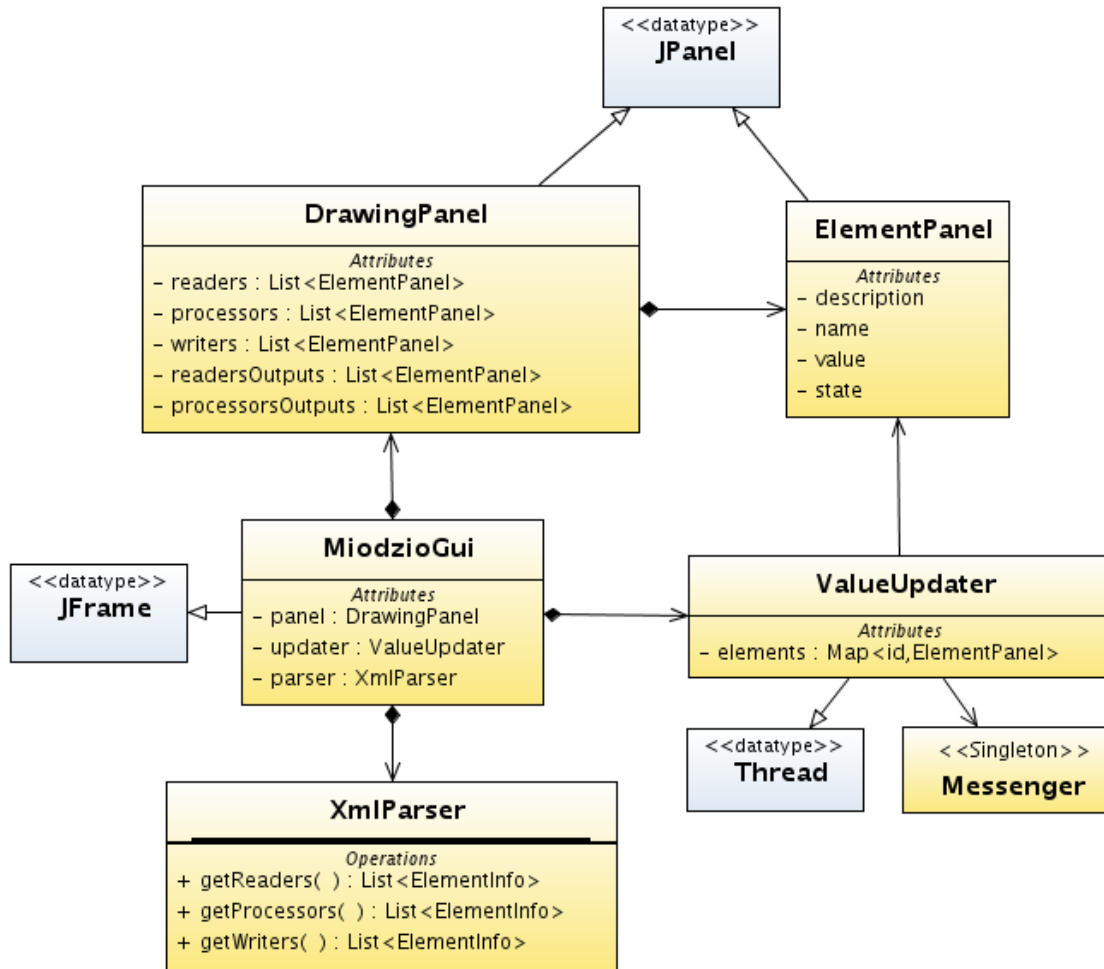 <<datatype>>
JPanel
DrawingPanel
Attributes
– readers : List<ElementPanel>
– processors : List<ElementPanel>
– writers : List<ElementPanel>
– readersOutputs : List<ElementPanel>
– processorsOutputs : List<ElementPanel>
ElementPanel
Attributes
– description
– name
– value
– state
<<datatype>>
JFrame
MiodzioGui
Attributes
– panel : DrawingPanel
– updater : ValueUpdater
– parser : XmlParser
ValueUpdater
Attributes
– elements : Map<id,ElementPanel>
<<datatype>>
Thread
<<Singleton>>
Messenger
XmlParser
Operations
+ getReaders( ) : List<ElementInfo>
+ getProcessors( ) : List<ElementInfo>
+ getWriters( ) : List<ElementInfo>